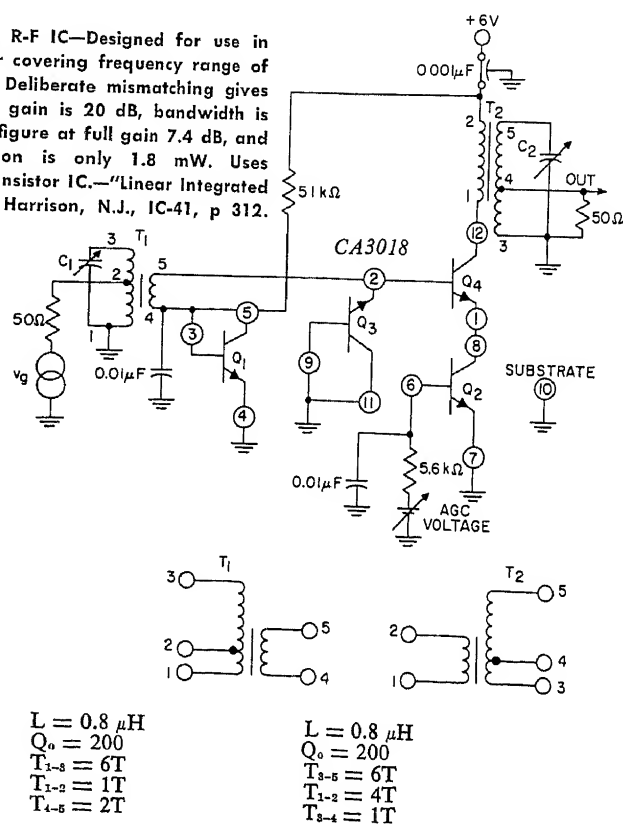 R-F IC—Designed for use in
covering frequency range of
Deliberate mismatching gives
gain is 20 dB, bandwidth is
figure at full gain 7.4 dB, and
on is only 1.8 mW. Uses
nsistor IC.—"Linear Integrated
Harrison, N.J., IC-41, p 312.
+6V
0.001μF
T2
2
5
C2
51kΩ
4
OUT
1
50Ω
3
12
CA3018
T1
3
C1
5
2
2
Q4
4
5
1
1
50Ω
3
Q3
8
Q1
9
SUBSTRATE
vg
0.01μF
6
Q2
10
4
11
7
5.6kΩ
0.01μF
AGC
VOLTAGE
T1
T2
3
5
5
2
2
4
1
4
1
3
L = 0.8 μH
Qo = 200
T1-3 = 6T
T1-2 = 1T
T4-5 = 2T
L = 0.8 μH
Qo = 200
T3-5 = 6T
T1-2 = 4T
T3-4 = 1T